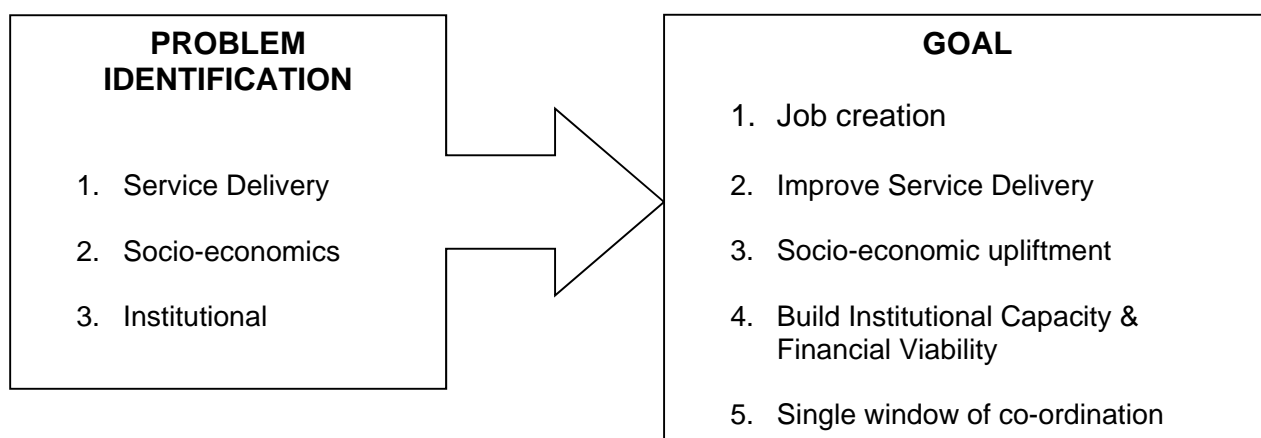 PROBLEM
IDENTIFICATION
1. Service Delivery
2. Socio-economics
3. Institutional
GOAL
1. Job creation
2. Improve Service Delivery
3. Socio-economic upliftment
4. Build Institutional Capacity &
Financial Viability
5. Single window of co-ordination